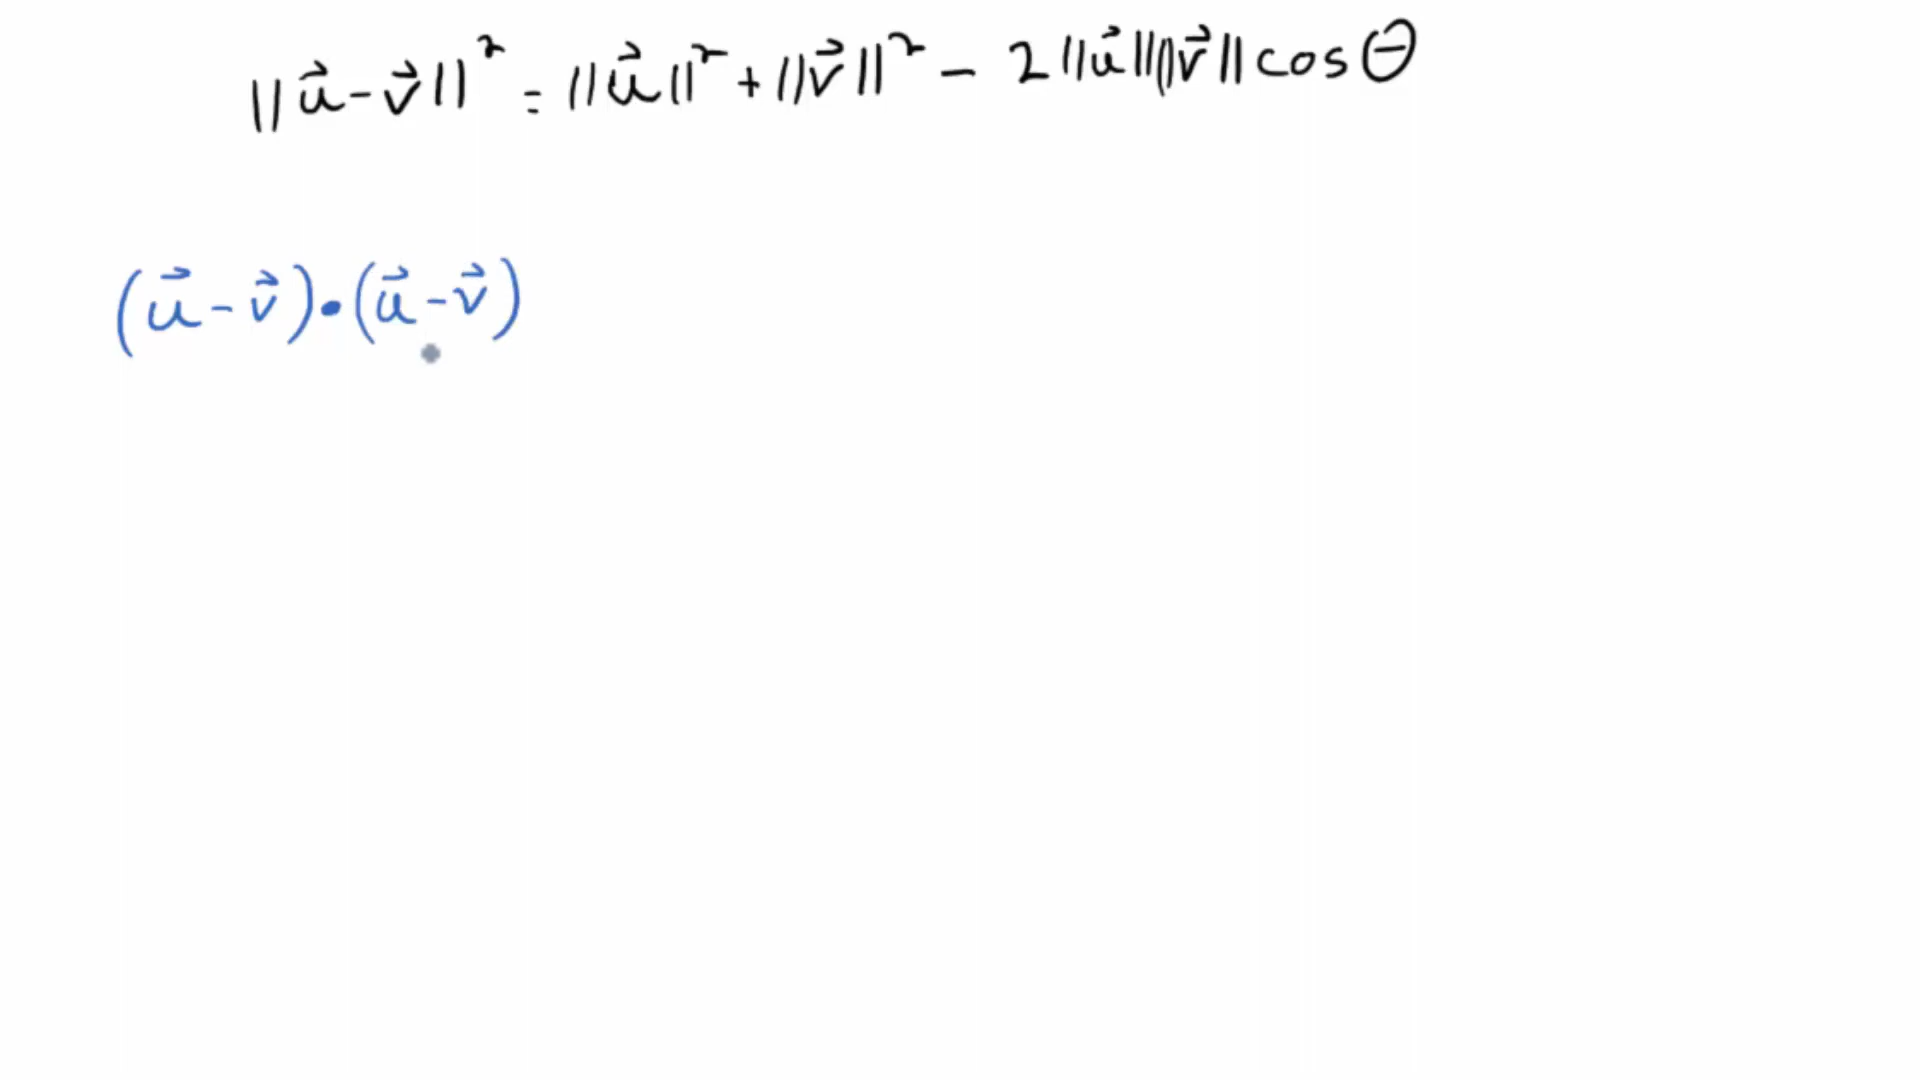 ||u⃗ - v⃗||² = ||u⃗||² + ||v⃗||² - 2||u⃗|| ||v⃗|| cos θ
(u⃗ - v⃗) • (u⃗ - v⃗)